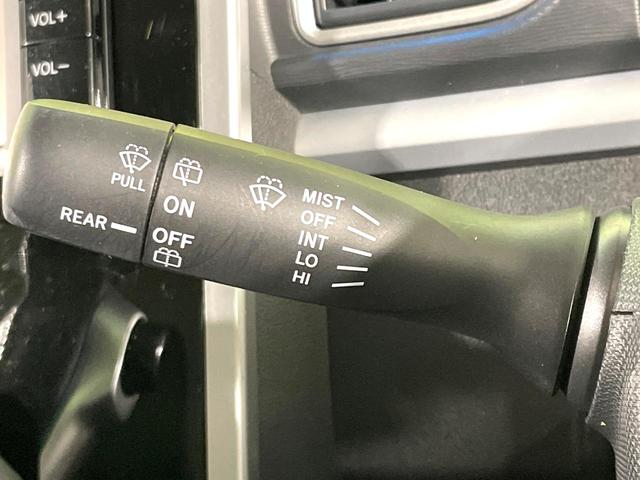 VOL+
VOL-
PULL
REAR
ON
OFF
MIST
OFF
INT
LO
HI